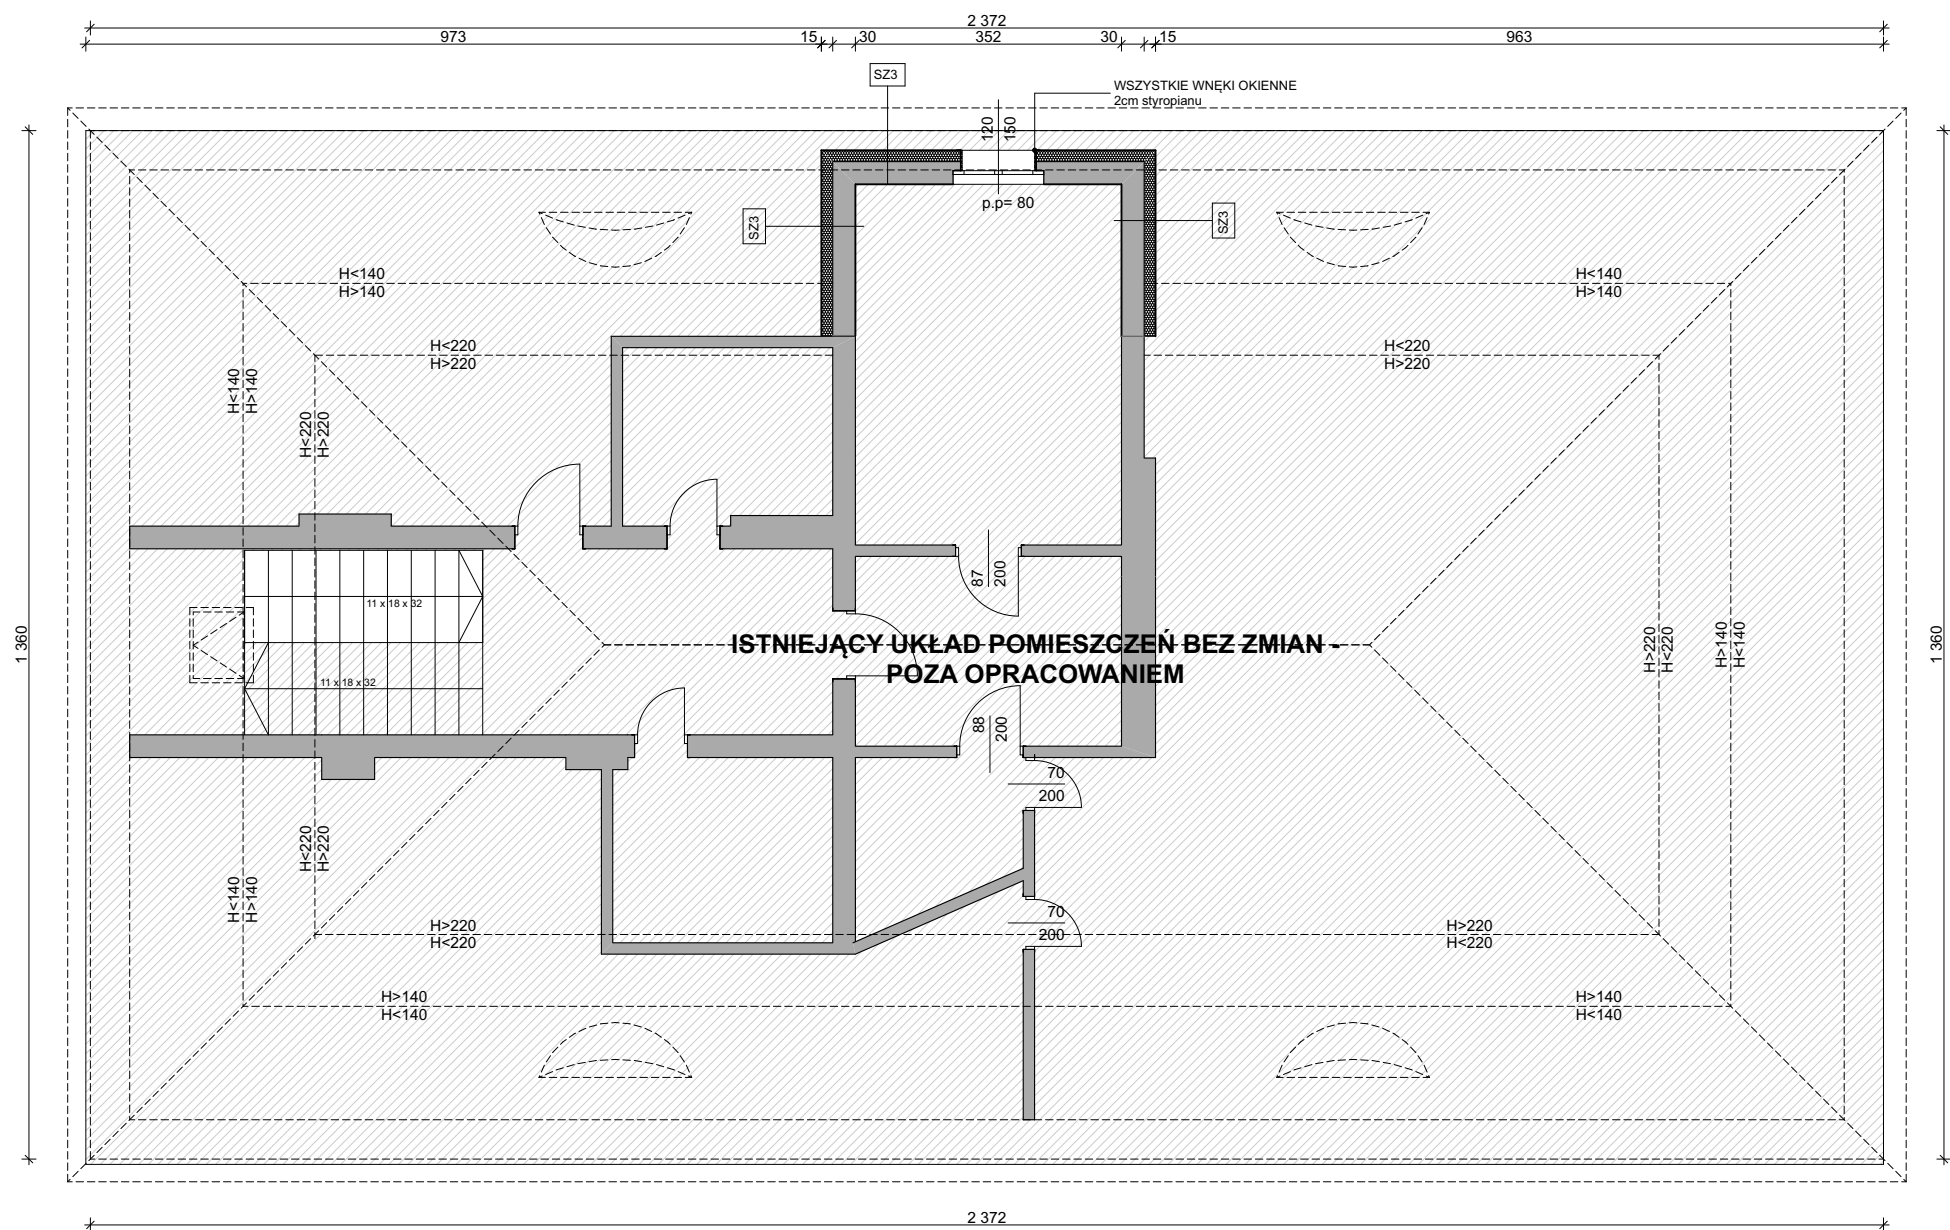 2 372
973
15
30
352
30
15
963
SZ3
WSZYSTKIE WNĘKI OKIENNE
2cm styropianu
120
150
p.p= 80
SZ3
SZ3
H<140
H>140
H<140
H>140
H<220
H>220
H<220
H>220
H<140
H>140
H<220
H>220
87
200
11 x 18 x 32
11 x 18 x 32
1 360
1 360
ISTNIEJĄCY UKŁAD POMIESZCZEŃ BEZ ZMIAN -
POZA OPRACOWANIEM
H>220
H<220
H>140
H<140
88
200
70
200
H<220
H>220
H<140
H>140
70
200
H>220
H<220
H>220
H<220
H>140
H<140
H>140
H<140
2 372